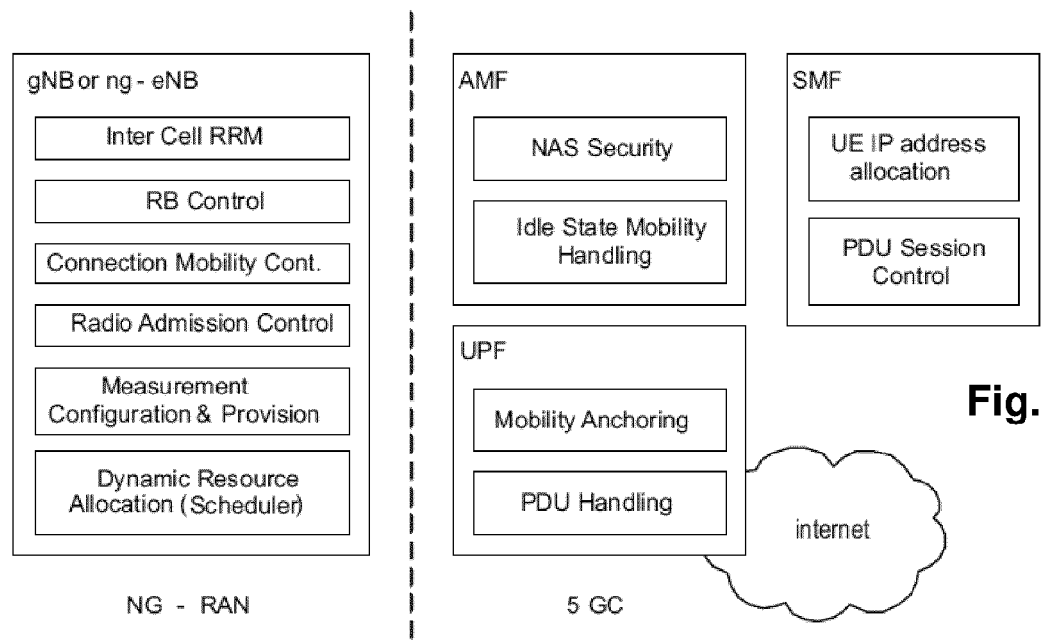 gNB or ng - eNB
Inter Cell RRM
RB Control
Connection Mobility Cont.
Radio Admission Control
Measurement
Configuration & Provision
Dynamic Resource
Allocation (Scheduler)
NG - RAN
AMF
NAS Security
Idle State Mobility
Handling
UPF
Mobility Anchoring
PDU Handling
5 GC
SMF
UE IP address
allocation
PDU Session
Control
internet
Fig.